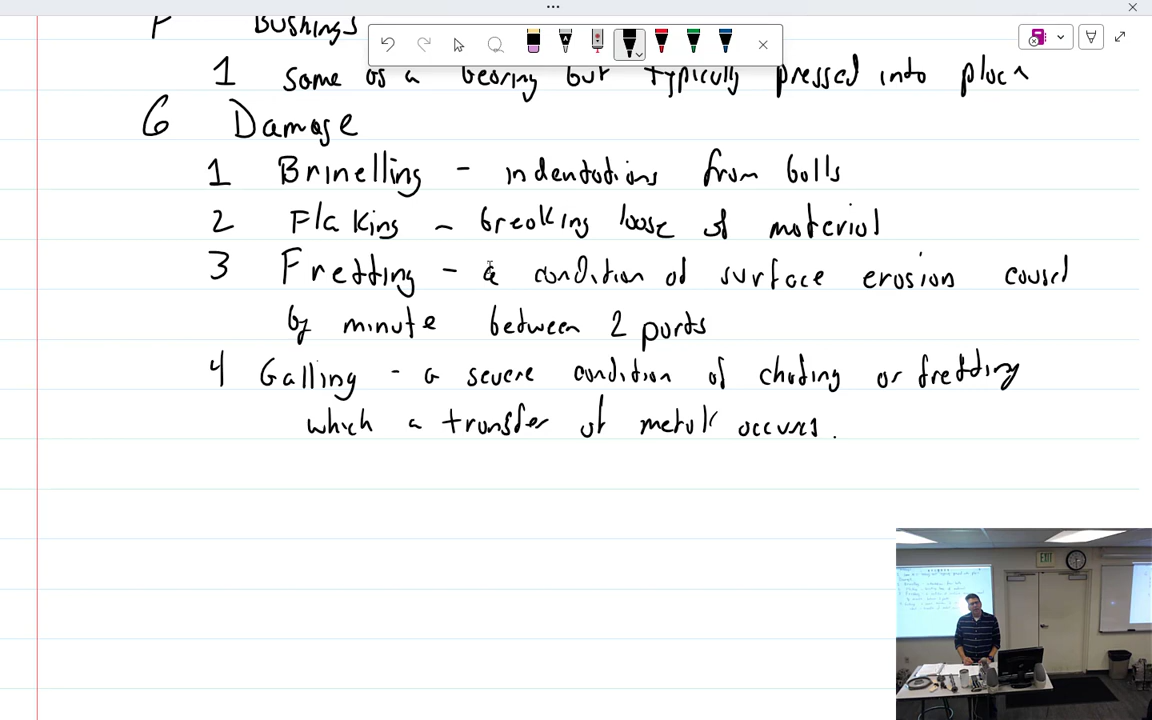 F Bushings
1 Same as a bearing but typically pressed into place
G Damage
1 Brinelling - indentations from balls
2 Flaking - breaking loose of material
3 Fretting - a condition of surface erosion caused
by minute between 2 parts
4 Galling - a severe condition of chafing or fretting
which a transfer of metal occurs.
EXIT